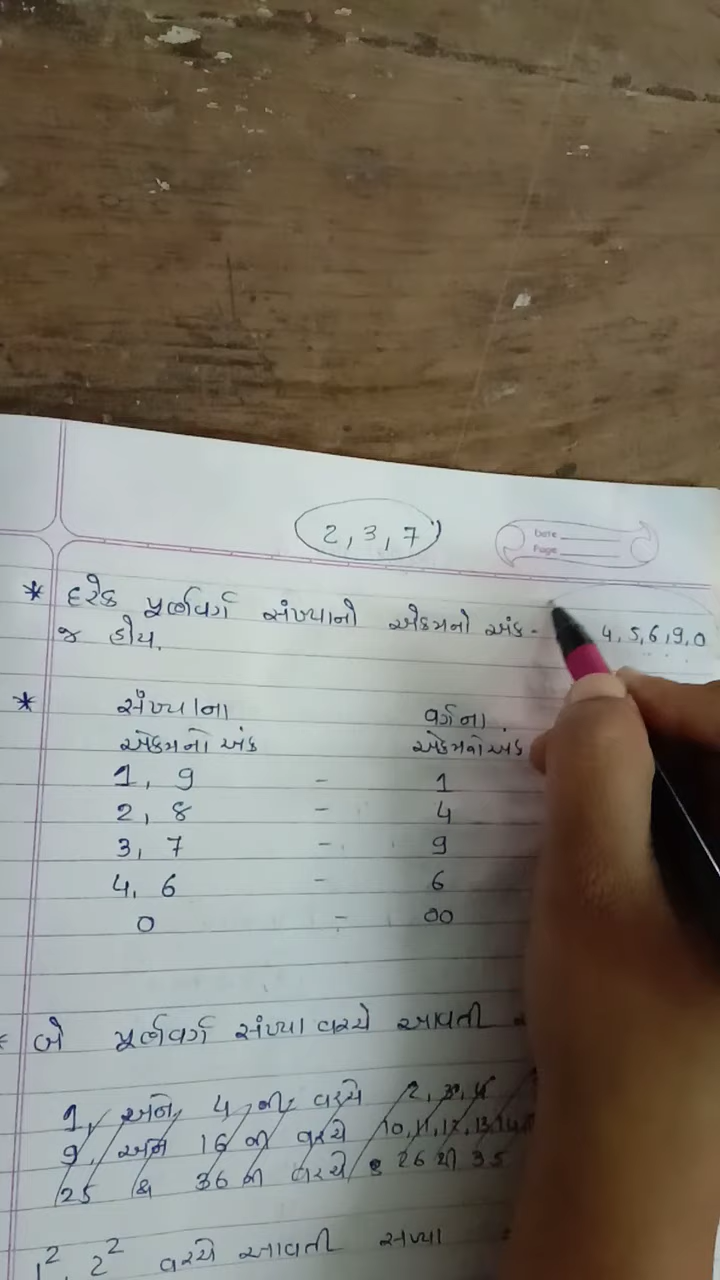 2, 3, 7
Date
Page
* દરેક પૂર્ણવર્ગ સંખ્યાનો એકમનો અંક - 4, 5, 6, 9, 0
જ હોય.
* સંખ્યાના વર્ગના
એકમનો અંક એકમનો અંક
1, 9 - 1
2, 8 - 4
3, 7 - 9
4, 6 - 6
0 - 00
* બે પૂર્ણવર્ગ સંખ્યા વચ્ચે આવતી
1, અને 4 ની વચ્ચે 2, 3,
9, અને 16 ની વચ્ચે 10, 11, 12, 13, 14
25 & 36 ની વચ્ચે 26 થી 35
1², 2² વચ્ચે આવતી સખ્યા =